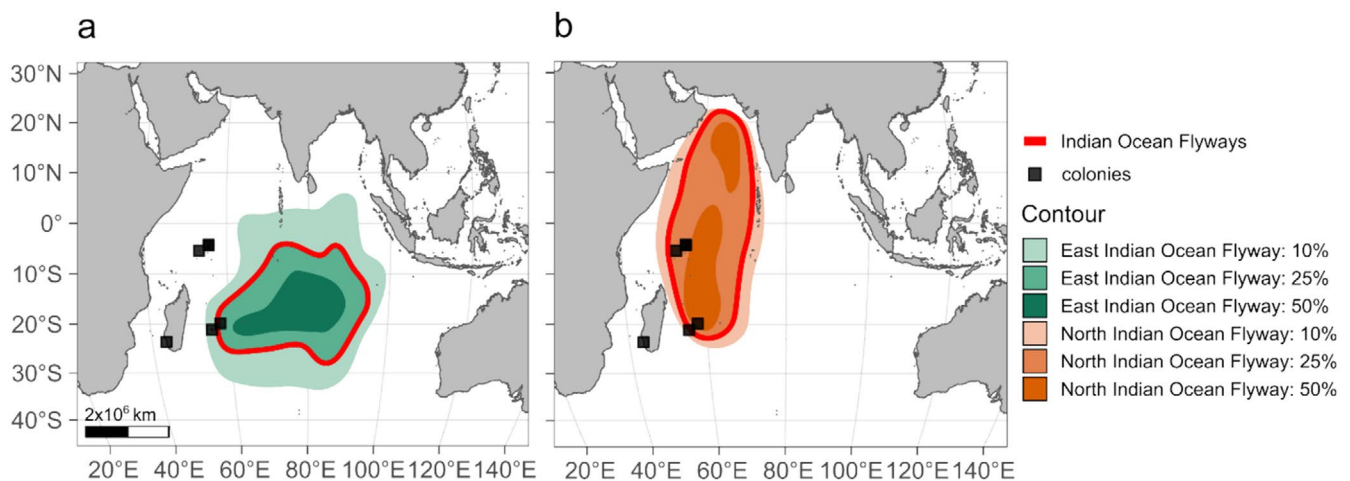 a
b
30°N
20°N
10°N
0°
10°S
20°S
30°S
40°S
2x10⁶ km
20°E 40°E 60°E 80°E 100°E 120°E 140°E
20°E 40°E 60°E 80°E 100°E 120°E 140°E
Indian Ocean Flyways
colonies
Contour
East Indian Ocean Flyway: 10%
East Indian Ocean Flyway: 25%
East Indian Ocean Flyway: 50%
North Indian Ocean Flyway: 10%
North Indian Ocean Flyway: 25%
North Indian Ocean Flyway: 50%